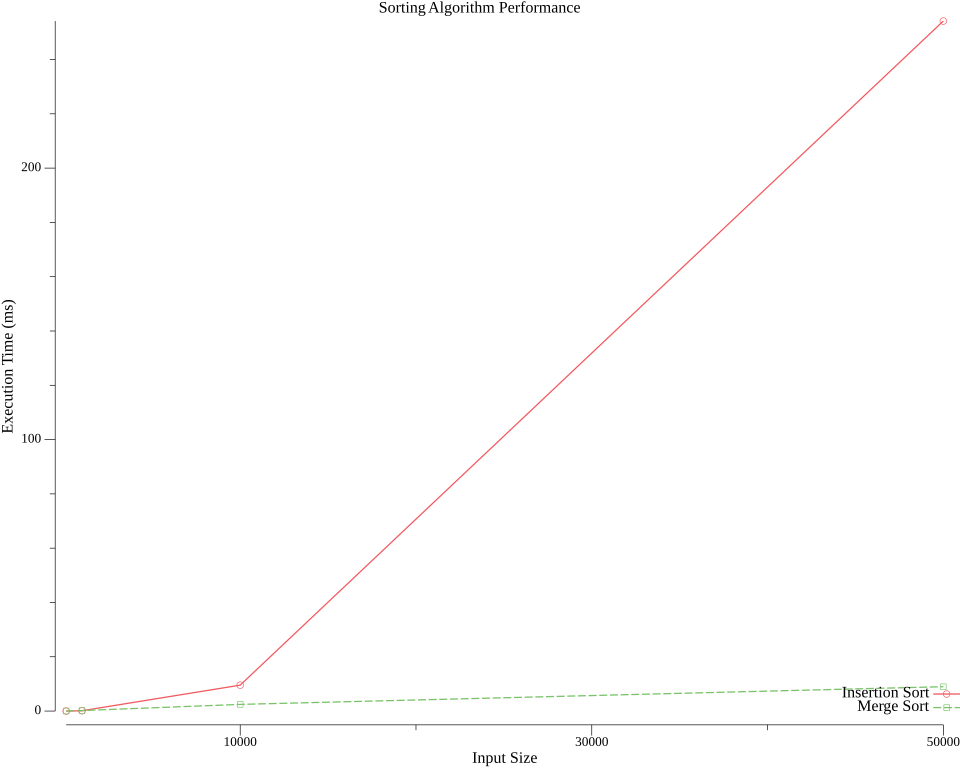 Sorting Algorithm Performance
200
100
0
Execution Time (ms)
10000
30000
50000
Input Size
Insertion Sort
Merge Sort